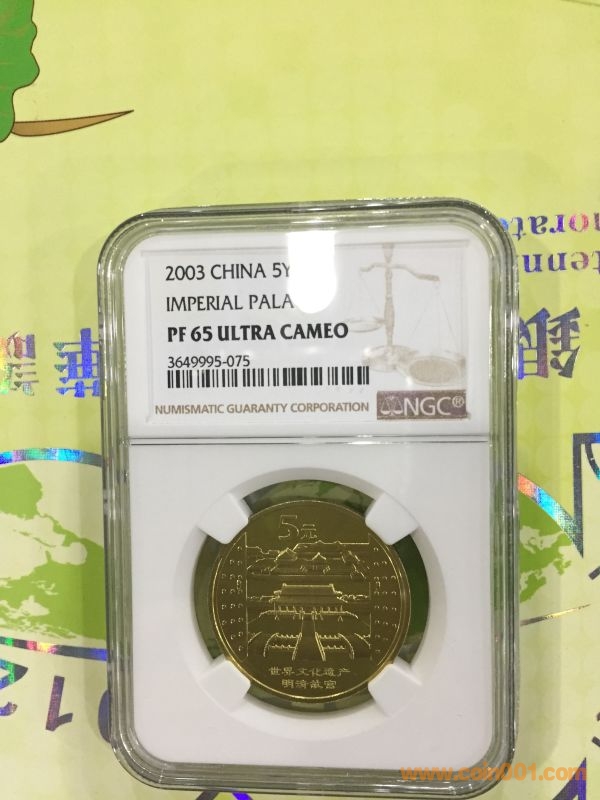 2003 CHINA 5Y
IMPERIAL PALA
PF 65 ULTRA CAMEO
3649995-075
NUMISMATIC GUARANTY CORPORATION
NGC®
5元
世界文化遗产
明清故宫
www.coin001.com